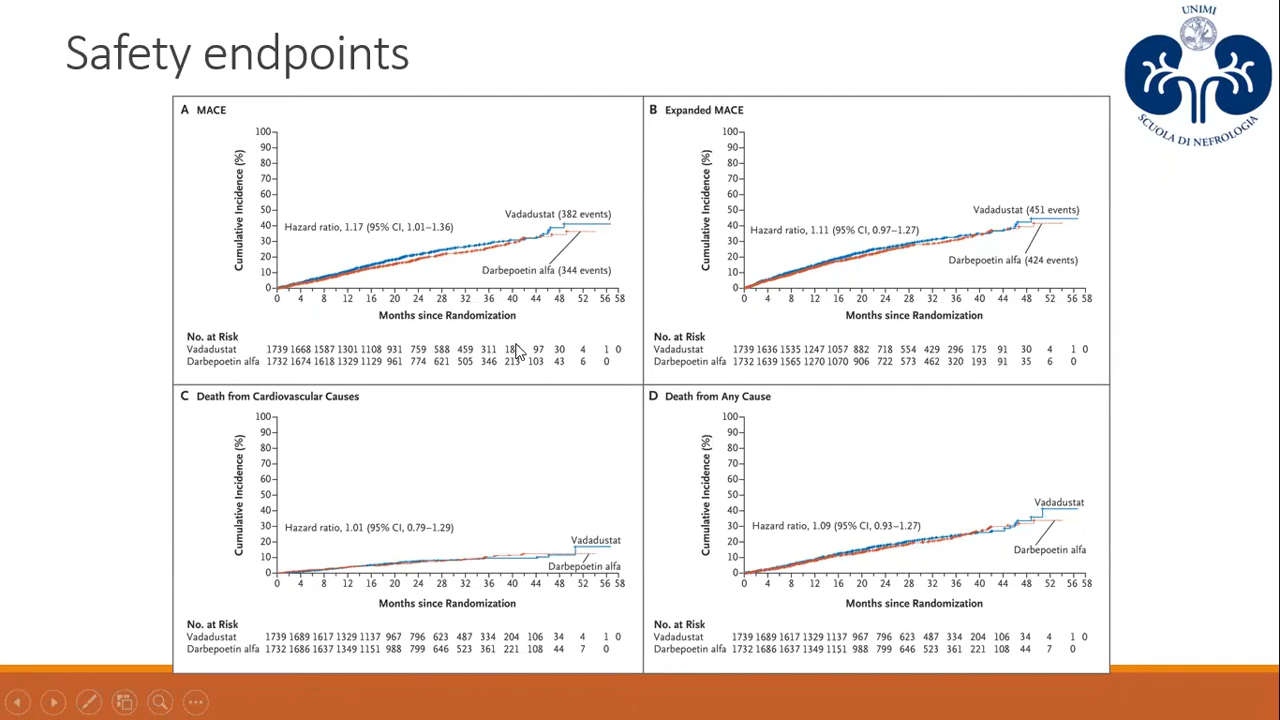 Safety endpoints
UNIMI
SCUOLA DI NEFROLOGIA
A MACE
Cumulative Incidence (%)
100
90
80
70
60
50
40
30
20
10
0
Hazard ratio, 1.17 (95% CI, 1.01–1.36)
Vadadustat (382 events)
Darbepoetin alfa (344 events)
0 4 8 12 16 20 24 28 32 36 40 44 48 52 56 58
Months since Randomization
No. at Risk
Vadadustat 1739 1668 1587 1301 1108 931 759 588 459 311 97 30 4 1 0
Darbepoetin alfa 1732 1674 1618 1329 1129 961 774 621 505 346 213 103 43 6 0
B Expanded MACE
Cumulative Incidence (%)
100
90
80
70
60
50
40
30
20
10
0
Hazard ratio, 1.11 (95% CI, 0.97–1.27)
Vadadustat (451 events)
Darbepoetin alfa (424 events)
0 4 8 12 16 20 24 28 32 36 40 44 48 52 56 58
Months since Randomization
No. at Risk
Vadadustat 1739 1636 1535 1247 1057 882 718 554 429 296 175 91 30 4 1 0
Darbepoetin alfa 1732 1639 1565 1270 1070 906 722 573 462 320 193 91 35 6 0
C Death from Cardiovascular Causes
Cumulative Incidence (%)
100
90
80
70
60
50
40
30
20
10
0
Hazard ratio, 1.01 (95% CI, 0.79–1.29)
Vadadustat
Darbepoetin alfa
0 4 8 12 16 20 24 28 32 36 40 44 48 52 56 58
Months since Randomization
No. at Risk
Vadadustat 1739 1689 1617 1329 1137 967 796 623 487 334 204 106 34 4 1 0
Darbepoetin alfa 1732 1686 1637 1349 1151 988 799 646 523 361 221 108 44 7 0
D Death from Any Cause
Cumulative Incidence (%)
100
90
80
70
60
50
40
30
20
10
0
Hazard ratio, 1.09 (95% CI, 0.93–1.27)
Vadadustat
Darbepoetin alfa
0 4 8 12 16 20 24 28 32 36 40 44 48 52 56 58
Months since Randomization
No. at Risk
Vadadustat 1739 1689 1617 1329 1137 967 796 623 487 334 204 106 34 4 1 0
Darbepoetin alfa 1732 1686 1637 1349 1151 988 799 646 523 361 221 108 44 7 0